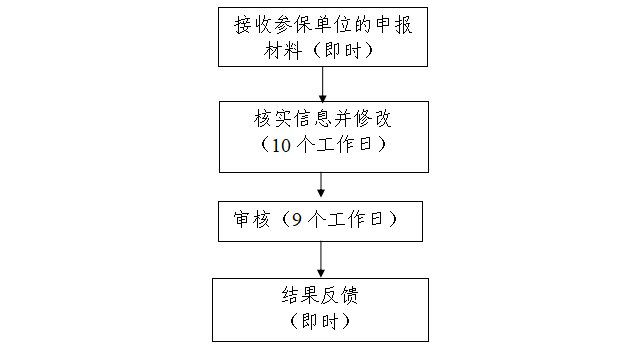 接收参保单位的申报
材料（即时）
核实信息并修改
（10 个工作日）
审核（9 个工作日）
结果反馈
（即时）